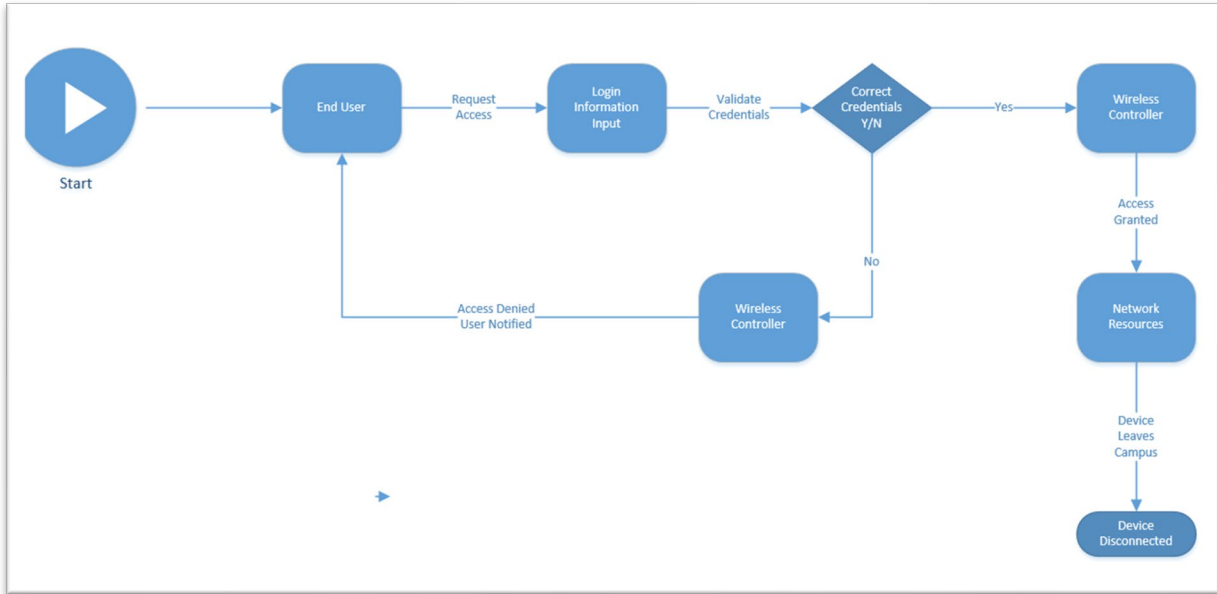 Start
End User
Request
Access
Login
Information
Input
Validate
Credentials
Correct
Credentials
Y/N
Yes
Wireless
Controller
Access
Granted
No
Access Denied
User Notified
Wireless
Controller
Network
Resources
Device
Leaves
Campus
Device
Disconnected